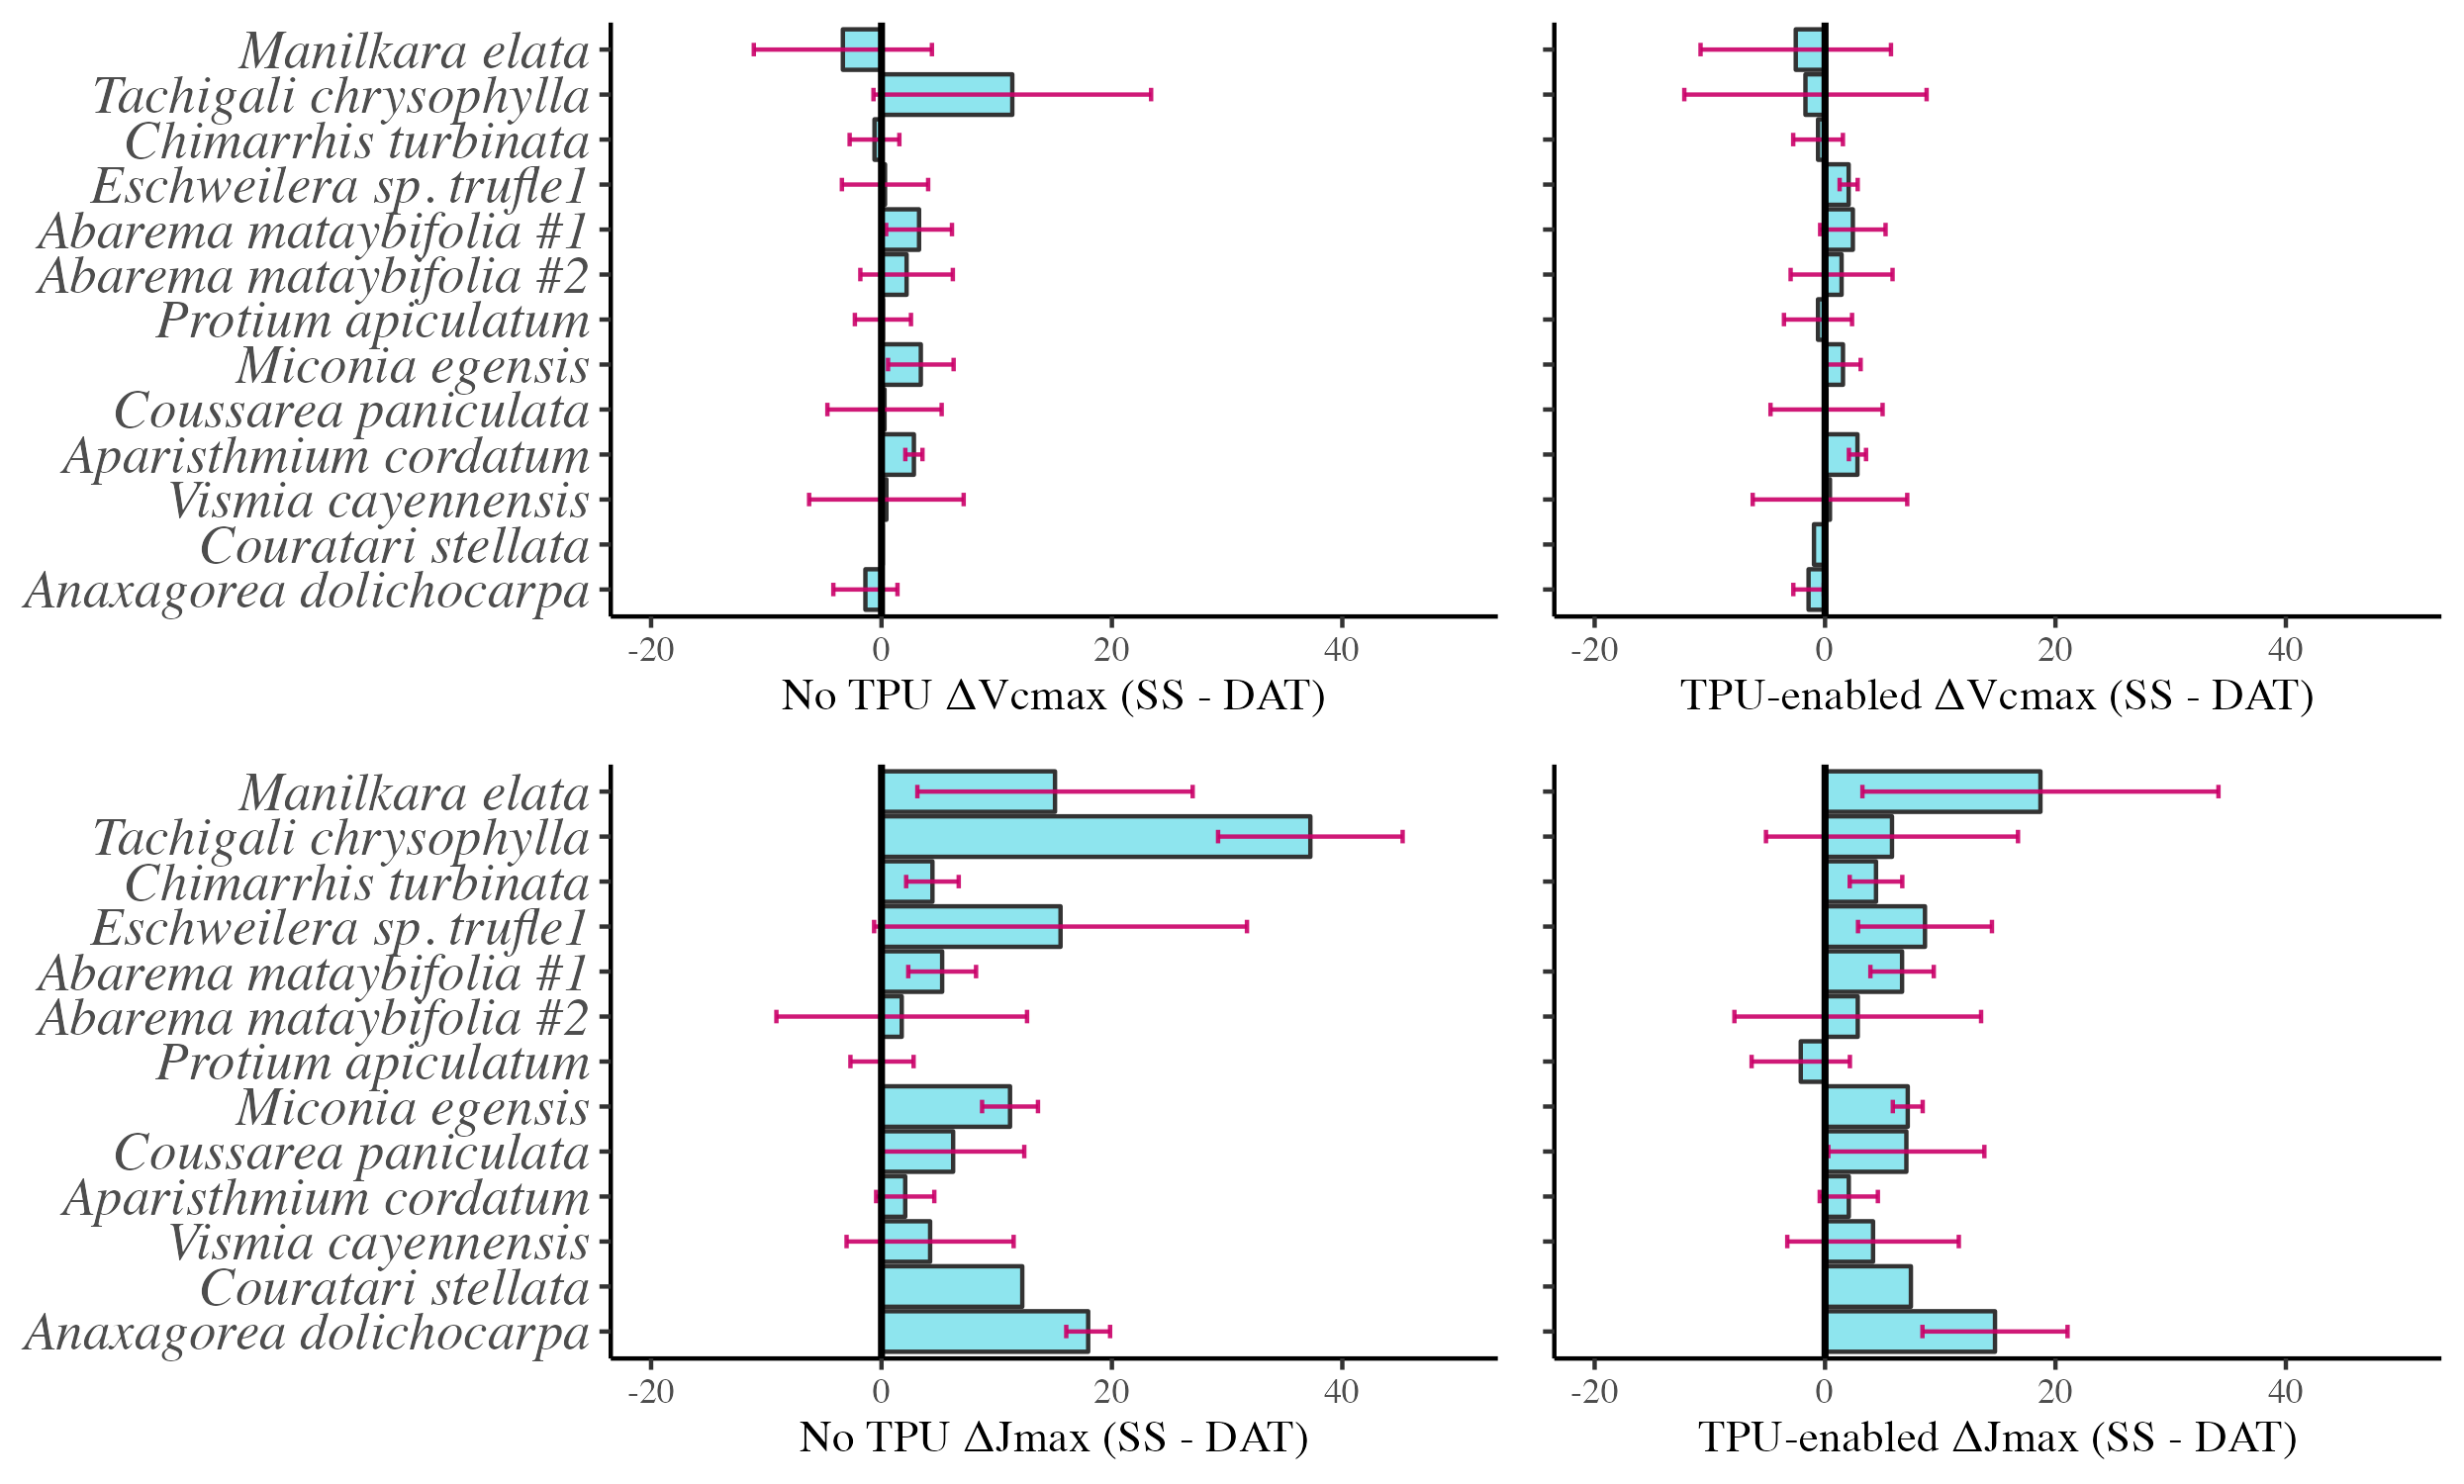 Manilkara elata
Tachigali chrysophylla
Chimarrhis turbinata
Eschweilera sp. trufle1
Abarema mataybifolia #1
Abarema mataybifolia #2
Protium apiculatum
Miconia egensis
Coussarea paniculata
Aparisthmium cordatum
Vismia cayennensis
Couratari stellata
Anaxagorea dolichocarpa
-20 0 20 40
No TPU ΔVcmax (SS - DAT)
-20 0 20 40
TPU-enabled ΔVcmax (SS - DAT)
Manilkara elata
Tachigali chrysophylla
Chimarrhis turbinata
Eschweilera sp. trufle1
Abarema mataybifolia #1
Abarema mataybifolia #2
Protium apiculatum
Miconia egensis
Coussarea paniculata
Aparisthmium cordatum
Vismia cayennensis
Couratari stellata
Anaxagorea dolichocarpa
-20 0 20 40
No TPU ΔJmax (SS - DAT)
-20 0 20 40
TPU-enabled ΔJmax (SS - DAT)